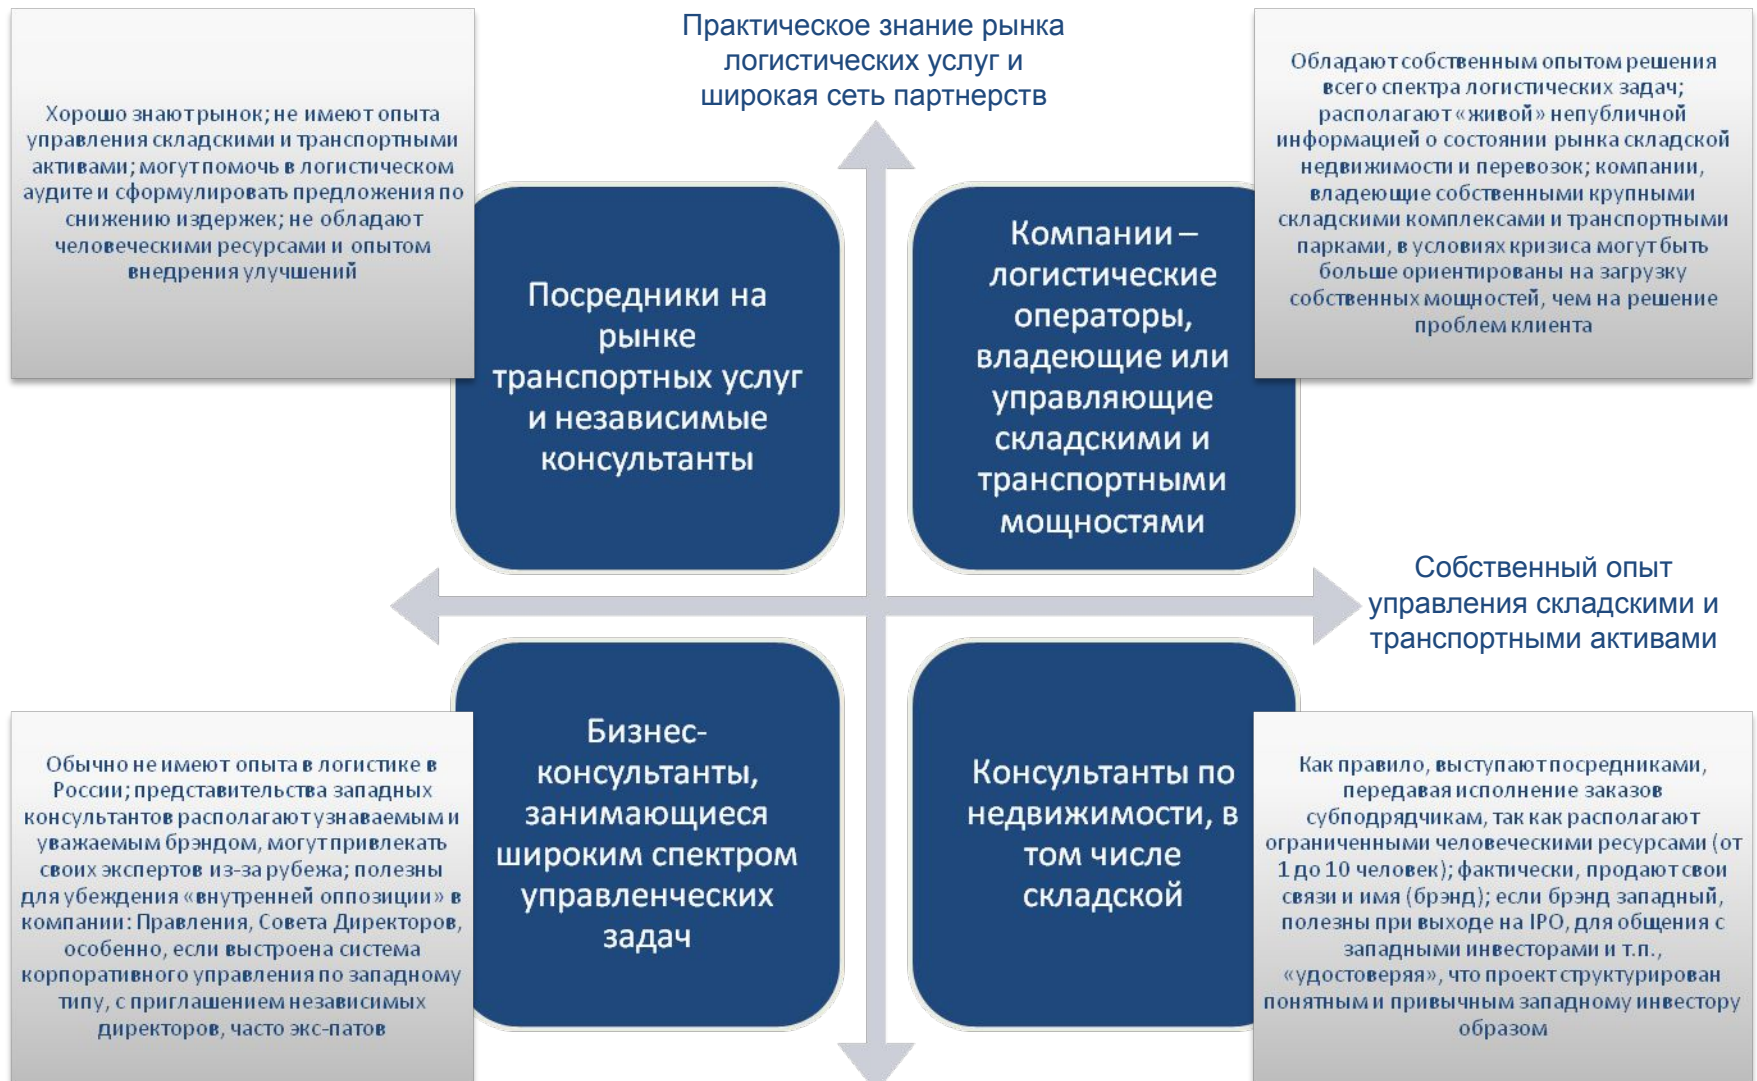 Практическое знание рынка
логистических услуг и
широкая сеть партнерств
Хорошо знают рынок; не имеют опыта
управления складскими и транспортными
активами; могут помочь в логистическом
аудите и сформулировать предложения по
снижению издержек; не обладают
человеческими ресурсами и опытом
внедрения улучшений
Обладают собственным опытом решения
всего спектра логистических задач;
располагают «живой» непубличной
информацией о состоянии рынка складской
недвижимости и перевозок; компании,
владеющие собственными крупными
складскими комплексами и транспортными
парками, в условиях кризиса могут быть
больше ориентированы на загрузку
собственных мощностей, чем на решение
проблем клиента
Посредники на
рынке
транспортных услуг
и независимые
консультанты
Компании –
логистические
операторы,
владеющие или
управляющие
складскими и
транспортными
мощностями
Собственный опыт
управления складскими и
транспортными активами
Обычно не имеют опыта в логистике в
России; представительства западных
консультантов располагают узнаваемым и
уважаемым брэндом, могут привлекать
своих экспертов из-за рубежа; полезны
для убеждения «внутренней оппозиции» в
компании: Правления, Совета Директоров,
особенно, если выстроена система
корпоративного управления по западному
типу, с приглашением независимых
директоров, часто экс-патов
Бизнес-
консультанты,
занимающиеся
широким спектром
управленческих
задач
Консультанты по
недвижимости, в
том числе
складской
Как правило, выступают посредниками,
передавая исполнение заказов
субподрядчикам, так как располагают
ограниченными человеческими ресурсами (от
1 до 10 человек); фактически, продают свои
связи и имя (брэнд); если брэнд западный,
полезны при выходе на IPO, для общения с
западными инвесторами и т.п.,
«удостоверяя», что проект структурирован
понятным и привычным западному инвестору
образом